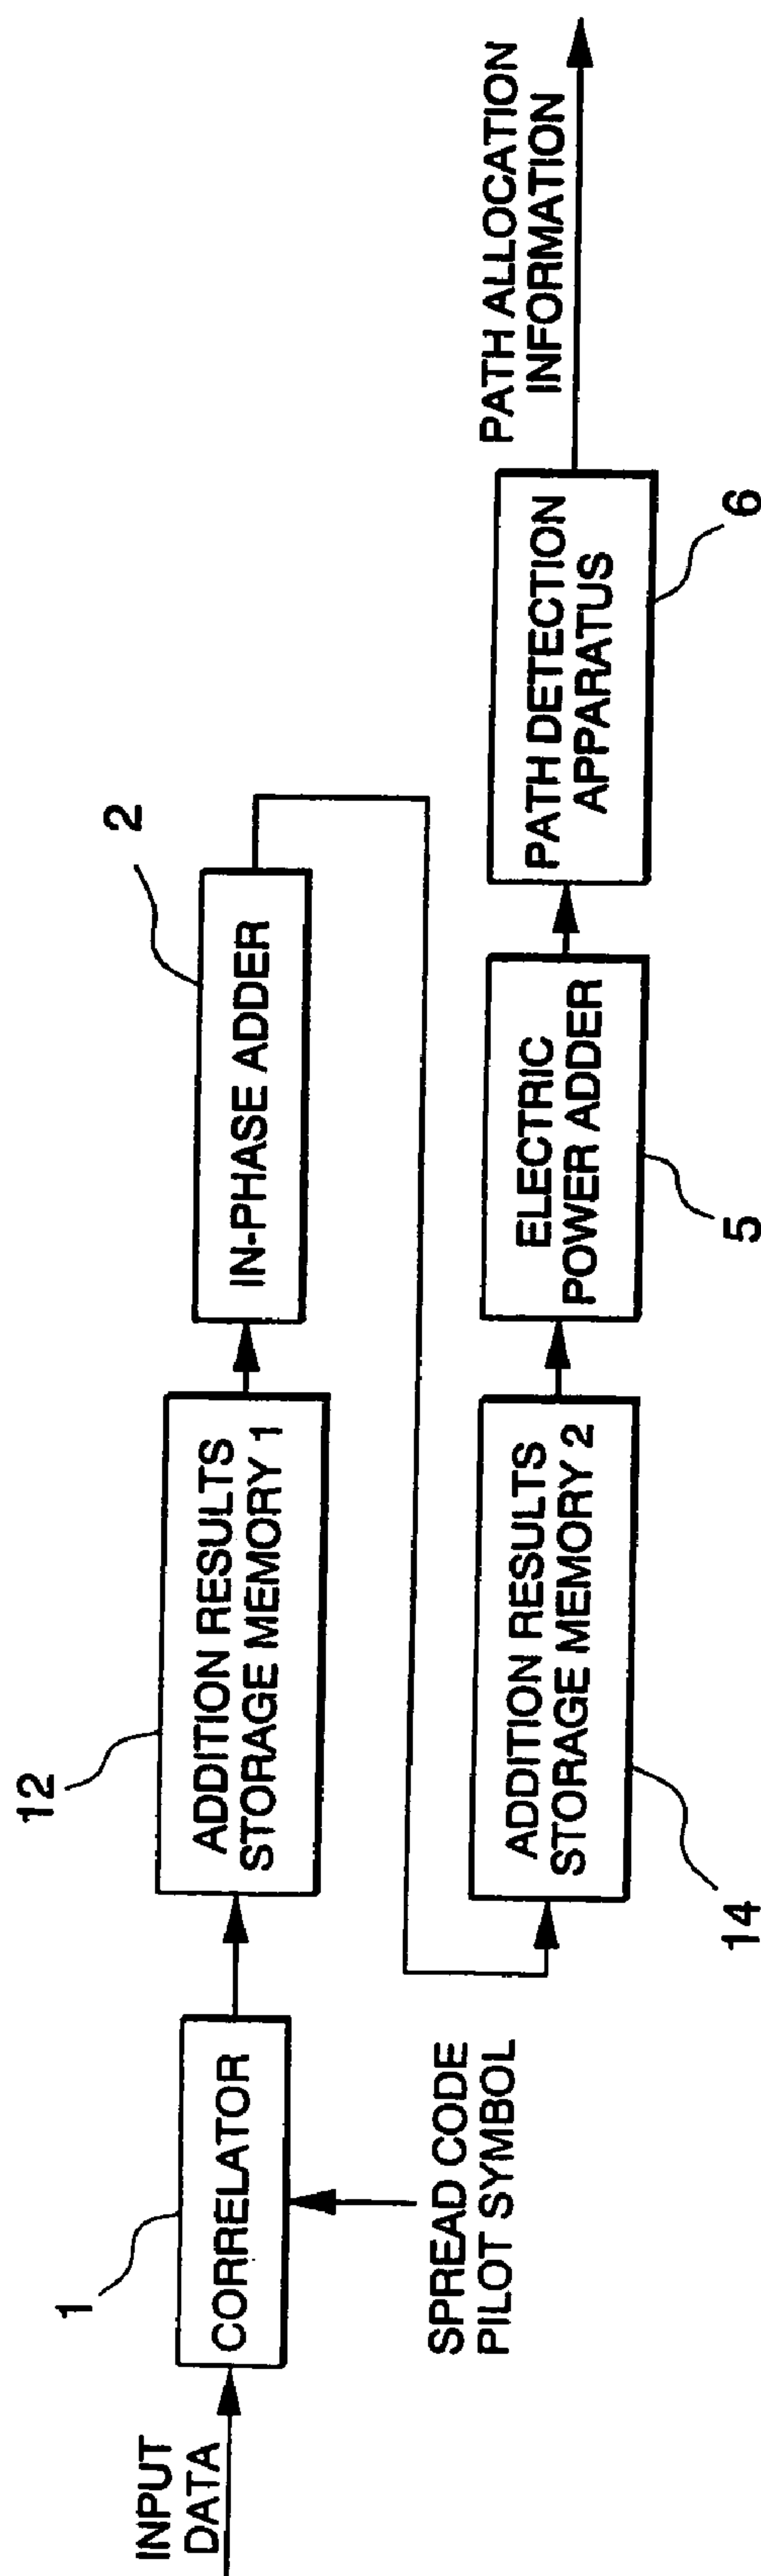 INPUT
DATA
1
CORRELATOR
SPREAD CODE
PILOT SYMBOL
12
ADDITION RESULTS
STORAGE MEMORY 1
2
IN-PHASE ADDER
14
ADDITION RESULTS
STORAGE MEMORY 2
5
ELECTRIC
POWER ADDER
6
PATH DETECTION
APPARATUS
PATH ALLOCATION
INFORMATION